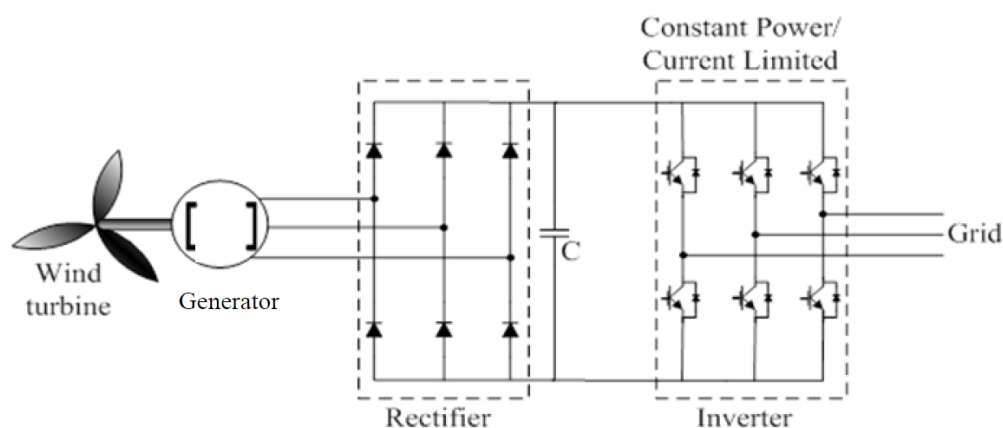 Constant Power/
Current Limited
C
Grid
Wind
turbine
Generator
Rectifier
Inverter